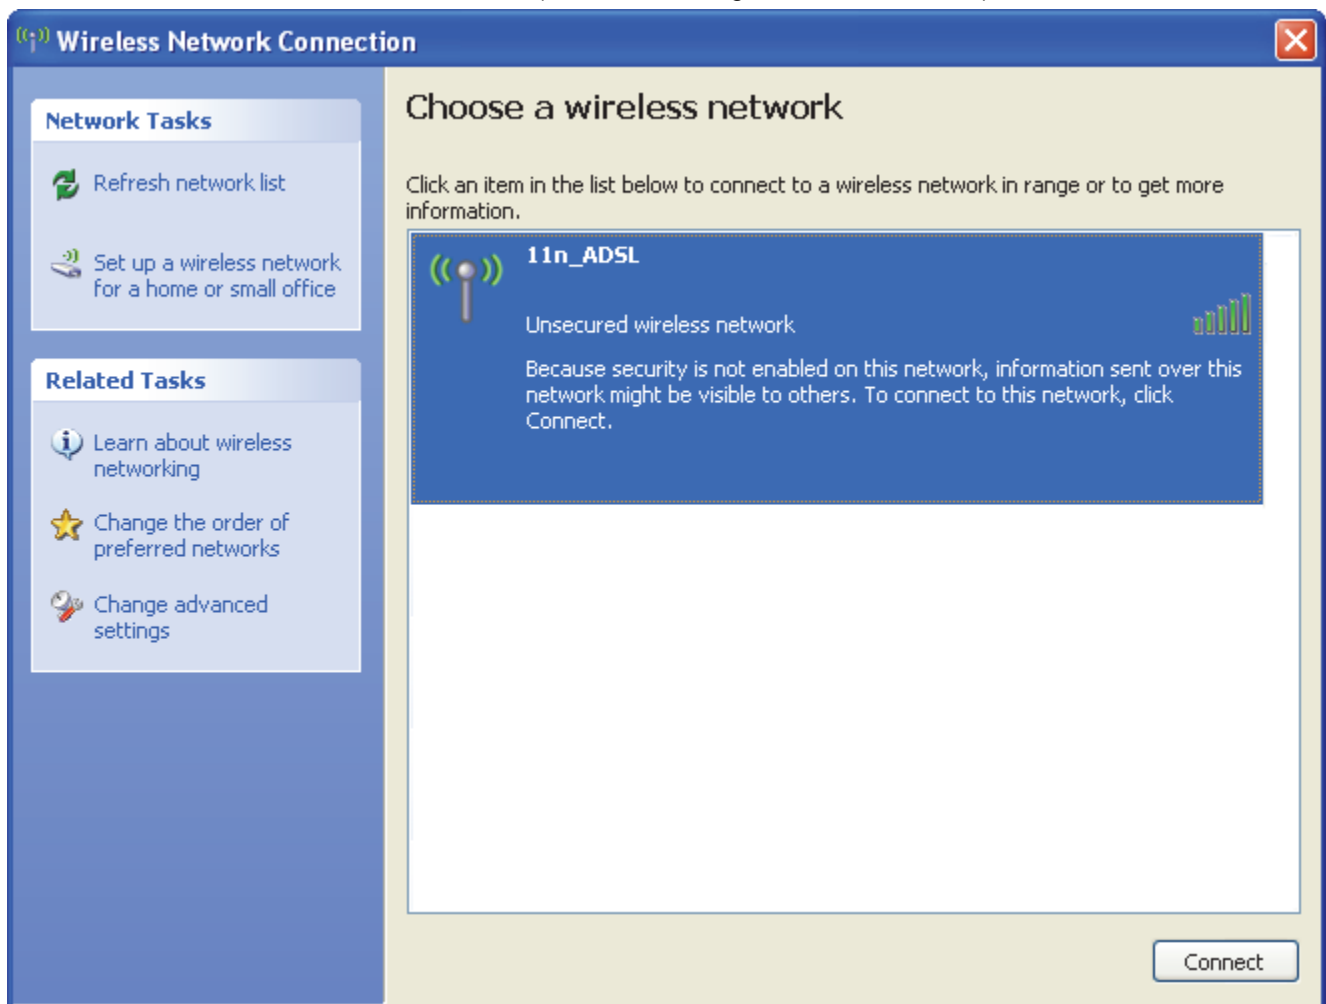 Wireless Network Connection
Network Tasks
Refresh network list
Set up a wireless network
for a home or small office
Related Tasks
Learn about wireless
networking
Change the order of
preferred networks
Change advanced
settings
Choose a wireless network
Click an item in the list below to connect to a wireless network in range or to get more
information.
11n_ADSL
Unsecured wireless network
Because security is not enabled on this network, information sent over this
network might be visible to others. To connect to this network, click
Connect.
Connect